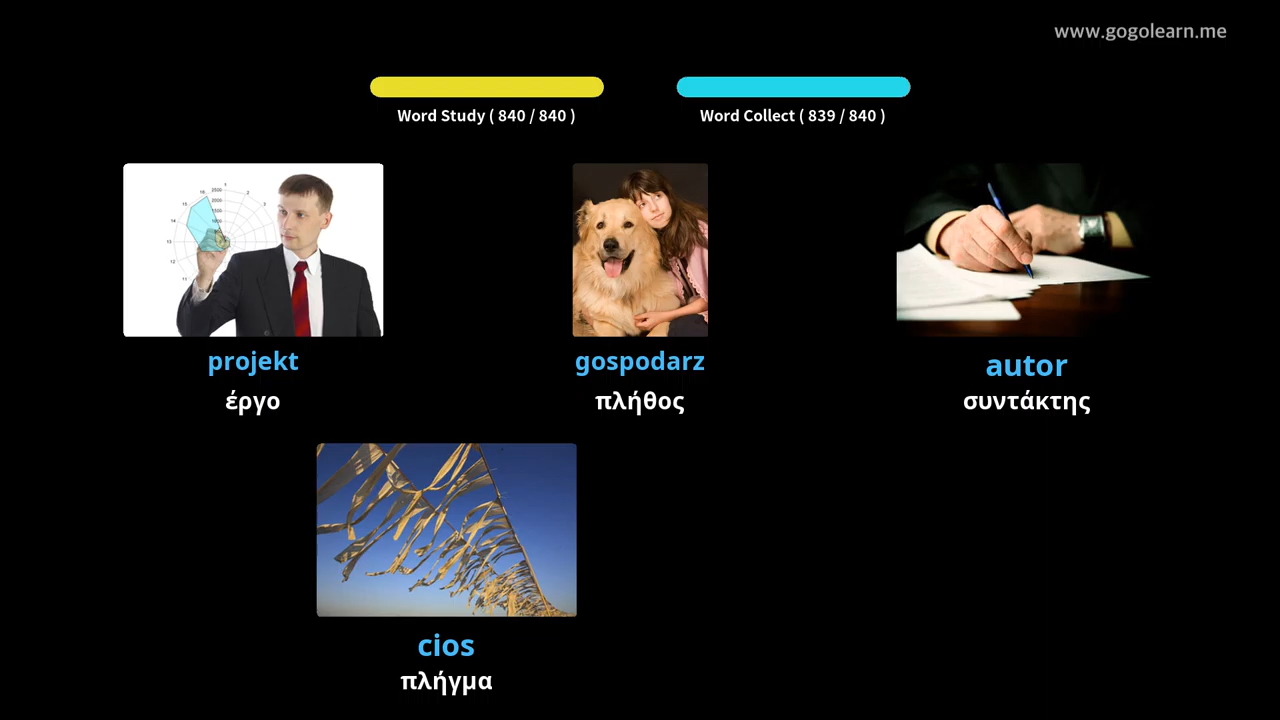 www.gogolearn.me
Word Study ( 840 / 840 )
Word Collect ( 839 / 840 )
projekt
gospodarz
autor
έργο
πλήθος
συντάκτης
cios
πλήγμα